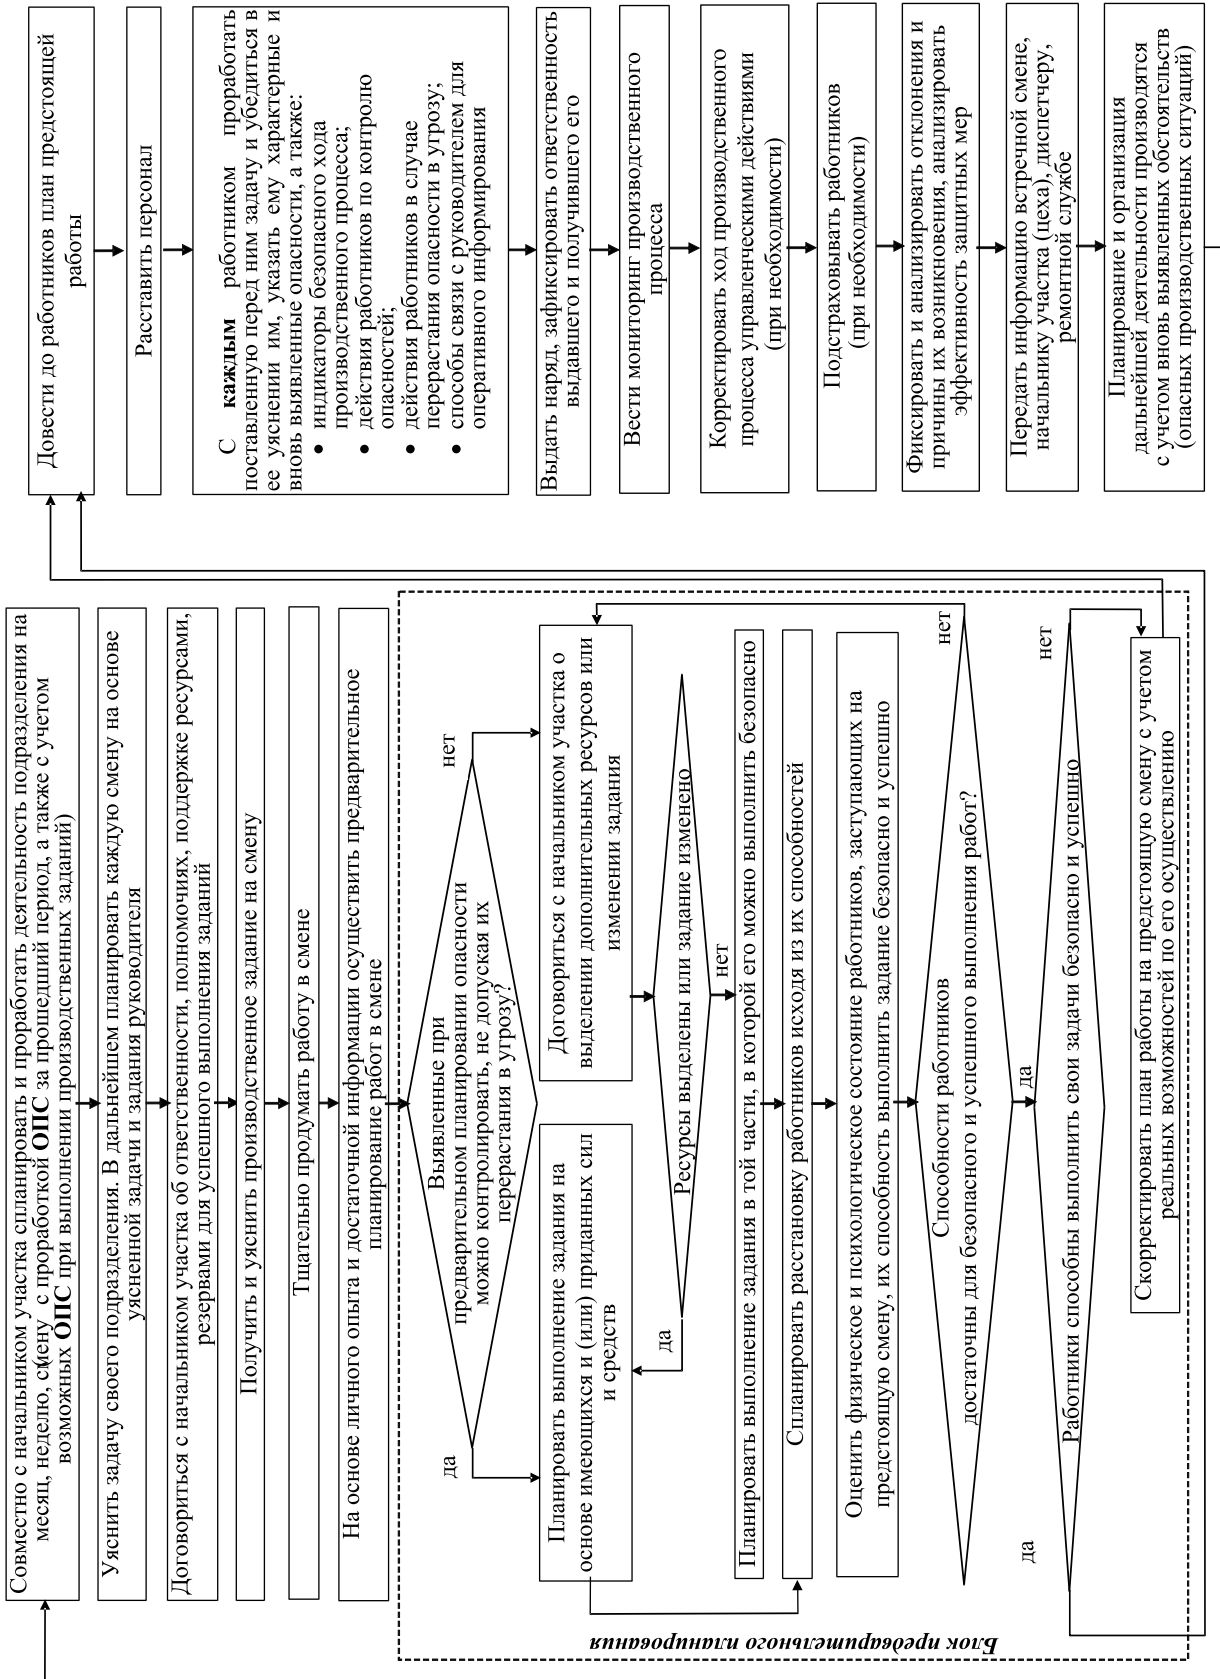 Совместно с начальником участка спланировать и проработать деятельность подразделения на
месяц, неделю, смену с проработкой ОПС за прошедший период, а также с учетом
возможных ОПС при выполнении производственных заданий)
Уяснить задачу своего подразделения. В дальнейшем планировать каждую смену на основе
уясненной задачи и задания руководителя
Договориться с начальником участка об ответственности, полномочиях, поддержке ресурсами,
резервами для успешного выполнения заданий
Получить и уяснить производственное задание на смену
Тщательно продумать работу в смене
На основе личного опыта и достаточной информации осуществить предварительное
планирование работ в смене
Блок предварительного планирования
Выявленные при
предварительном планировании опасности
можно контролировать, не допуская их
перерастания в угрозу?
да
нет
Планировать выполнение задания на
основе имеющихся и (или) приданных сил
и средств
Договориться с начальником участка о
выделении дополнительных ресурсов или
изменении задания
Ресурсы выделены или задание изменено
да
нет
Планировать выполнение задания в той части, в которой его можно выполнить безопасно
Спланировать расстановку работников исходя из их способностей
Оценить физическое и психологическое состояние работников, заступающих на
предстоящую смену, их способность выполнить задание безопасно и успешно
Способности работников
достаточны для безопасного и успешного выполнения работ?
нет
да
Работники способны выполнить свои задачи безопасно и успешно
да
нет
Скорректировать план работы на предстоящую смену с учетом
реальных возможностей по его осуществлению
Довести до работников план предстоящей
работы
Расставить персонал
С каждым работником проработать
поставленную перед ним задачу и убедиться в
ее уяснении им, указать ему характерные и
вновь выявленные опасности, а также:
• индикаторы безопасного хода
производственного процесса;
• действия работников по контролю
опасностей;
• действия работников в случае
перерастания опасности в угрозу;
• способы связи с руководителем для
оперативного информирования
Выдать наряд, зафиксировать ответственность
выдавшего и получившего его
Вести мониторинг производственного
процесса
Корректировать ход производственного
процесса управленческими действиями
(при необходимости)
Подстраховывать работников
(при необходимости)
Фиксировать и анализировать отклонения и
причины их возникновения, анализировать
эффективность защитных мер
Передать информацию встречной смене,
начальнику участка (цеха), диспетчеру,
ремонтной службе
Планирование и организация
дальнейшей деятельности производятся
с учетом вновь выявленных обстоятельств
(опасных производственных ситуаций)